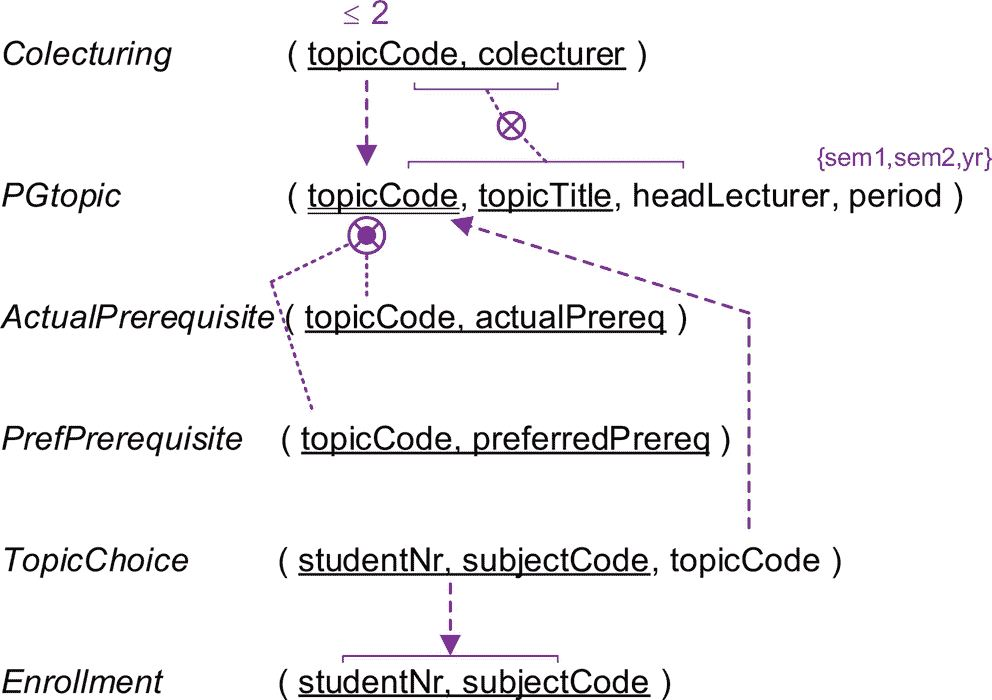 ≤ 2
Colecturing ( topicCode, colecturer )
{sem1,sem2,yr}
PGtopic ( topicCode, topicTitle, headLecturer, period )
ActualPrerequisite ( topicCode, actualPrereq )
PrefPrerequisite ( topicCode, preferredPrereq )
TopicChoice ( studentNr, subjectCode, topicCode )
Enrollment ( studentNr, subjectCode )